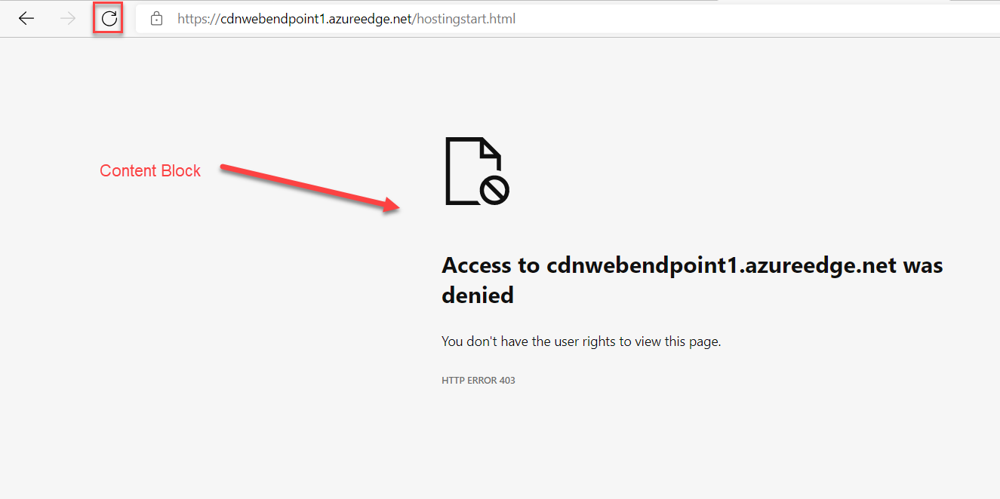 https://cdnwebendpoint1.azureedge.net/hostingstart.html
Content Block
Access to cdnwebendpoint1.azureedge.net was
denied
You don't have the user rights to view this page.
HTTP ERROR 403